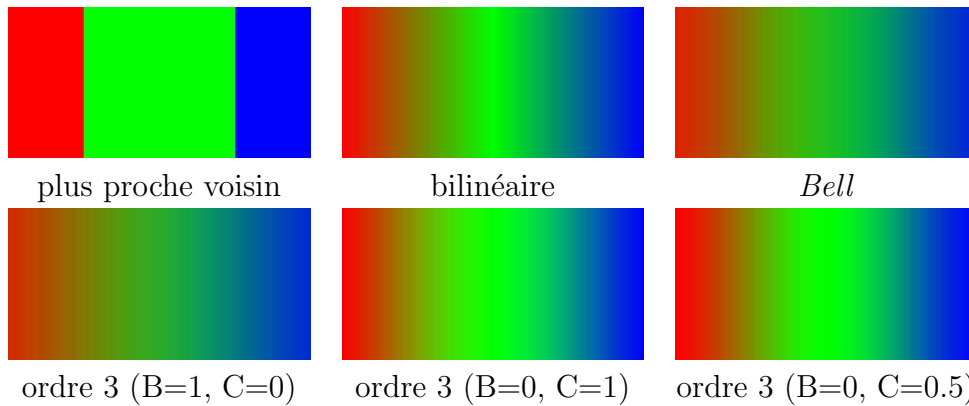 plus proche voisin
bilinéaire
Bell
ordre 3 (B=1, C=0)
ordre 3 (B=0, C=1)
ordre 3 (B=0, C=0.5)